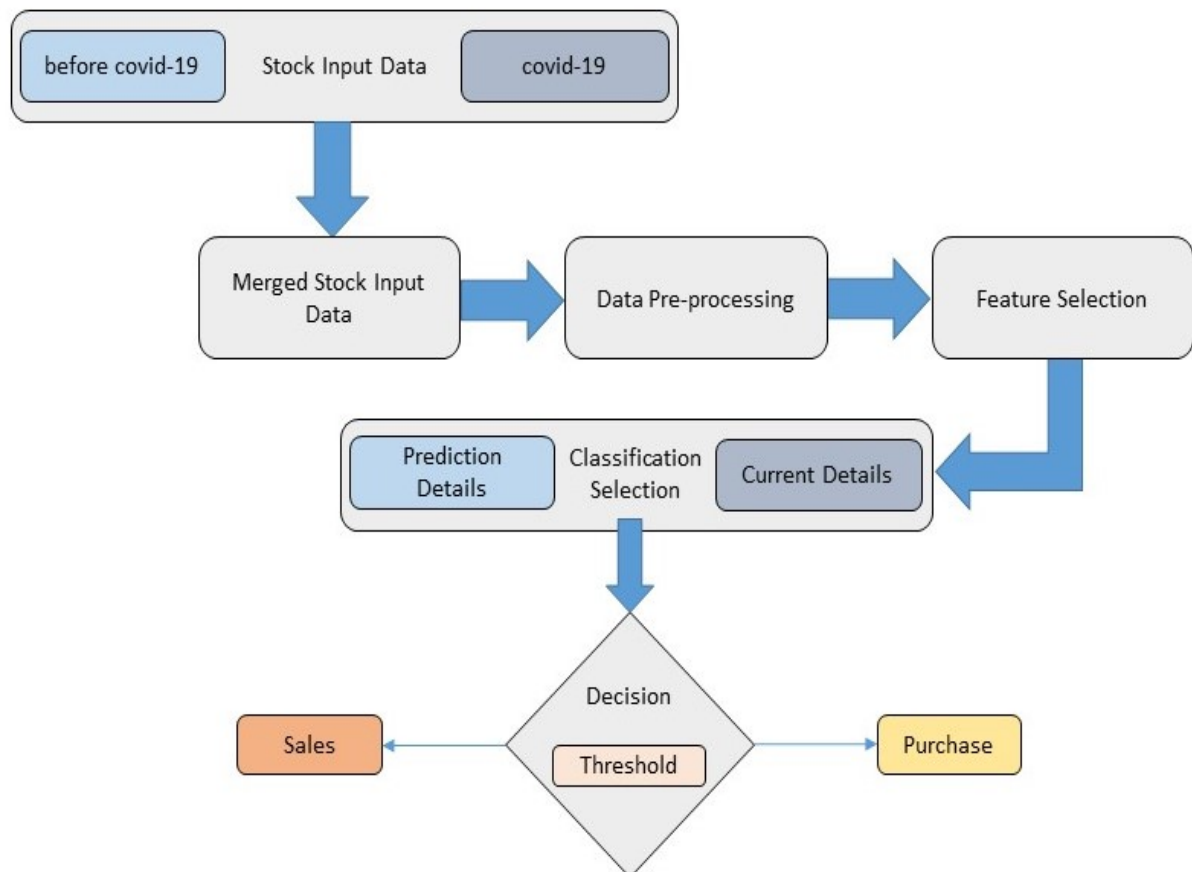 before covid-19
Stock Input Data
covid-19
Merged Stock Input
Data
Data Pre-processing
Feature Selection
Prediction
Details
Classification
Selection
Current Details
Decision
Threshold
Sales
Purchase